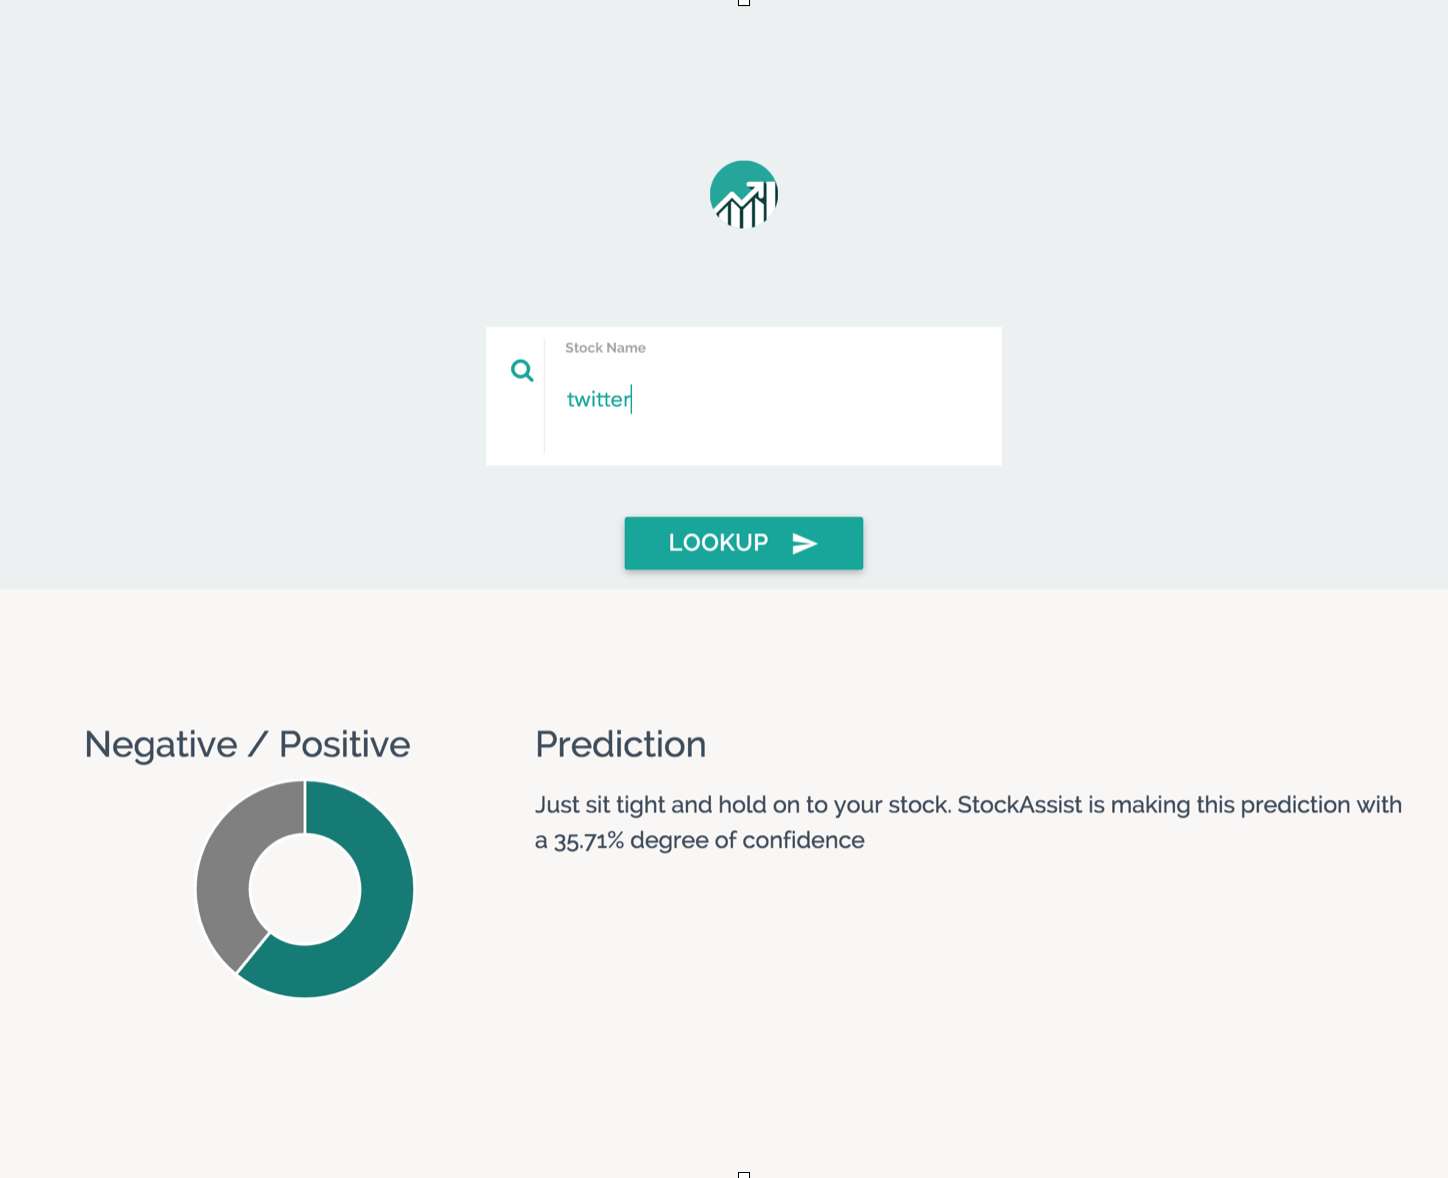 Stock Name
twitter
LOOKUP
Negative / Positive
Prediction
Just sit tight and hold on to your stock. StockAssist is making this prediction with
a 35.71% degree of confidence